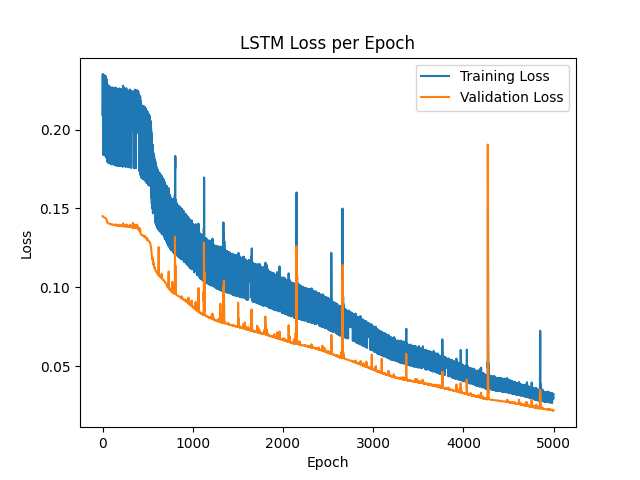 LSTM Loss per Epoch
Training Loss
Validation Loss
0.20
0.15
0.10
0.05
Loss
0 1000 2000 3000 4000 5000
Epoch